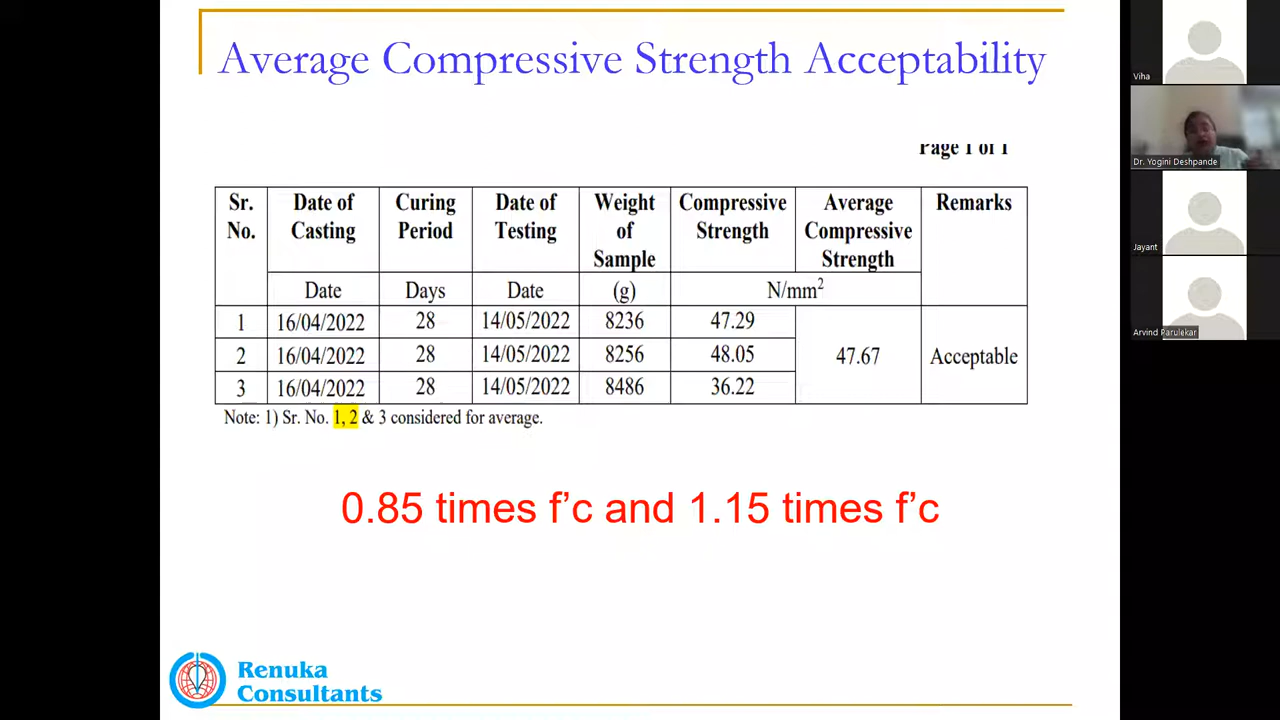 Average Compressive Strength Acceptability
Page 1 of 1
Sr. No. Date of Casting Curing Period Date of Testing Weight of Sample Compressive Strength Average Compressive Strength Remarks
Date Days Date (g) N/mm²
1 16/04/2022 28 14/05/2022 8236 47.29
2 16/04/2022 28 14/05/2022 8256 48.05 47.67 Acceptable
3 16/04/2022 28 14/05/2022 8486 36.22
Note: 1) Sr. No. 1, 2 & 3 considered for average.
0.85 times f’c and 1.15 times f’c
Renuka
Consultants
Viha
Dr. Yogini Deshpande
Jayant
Arvind Parulekar